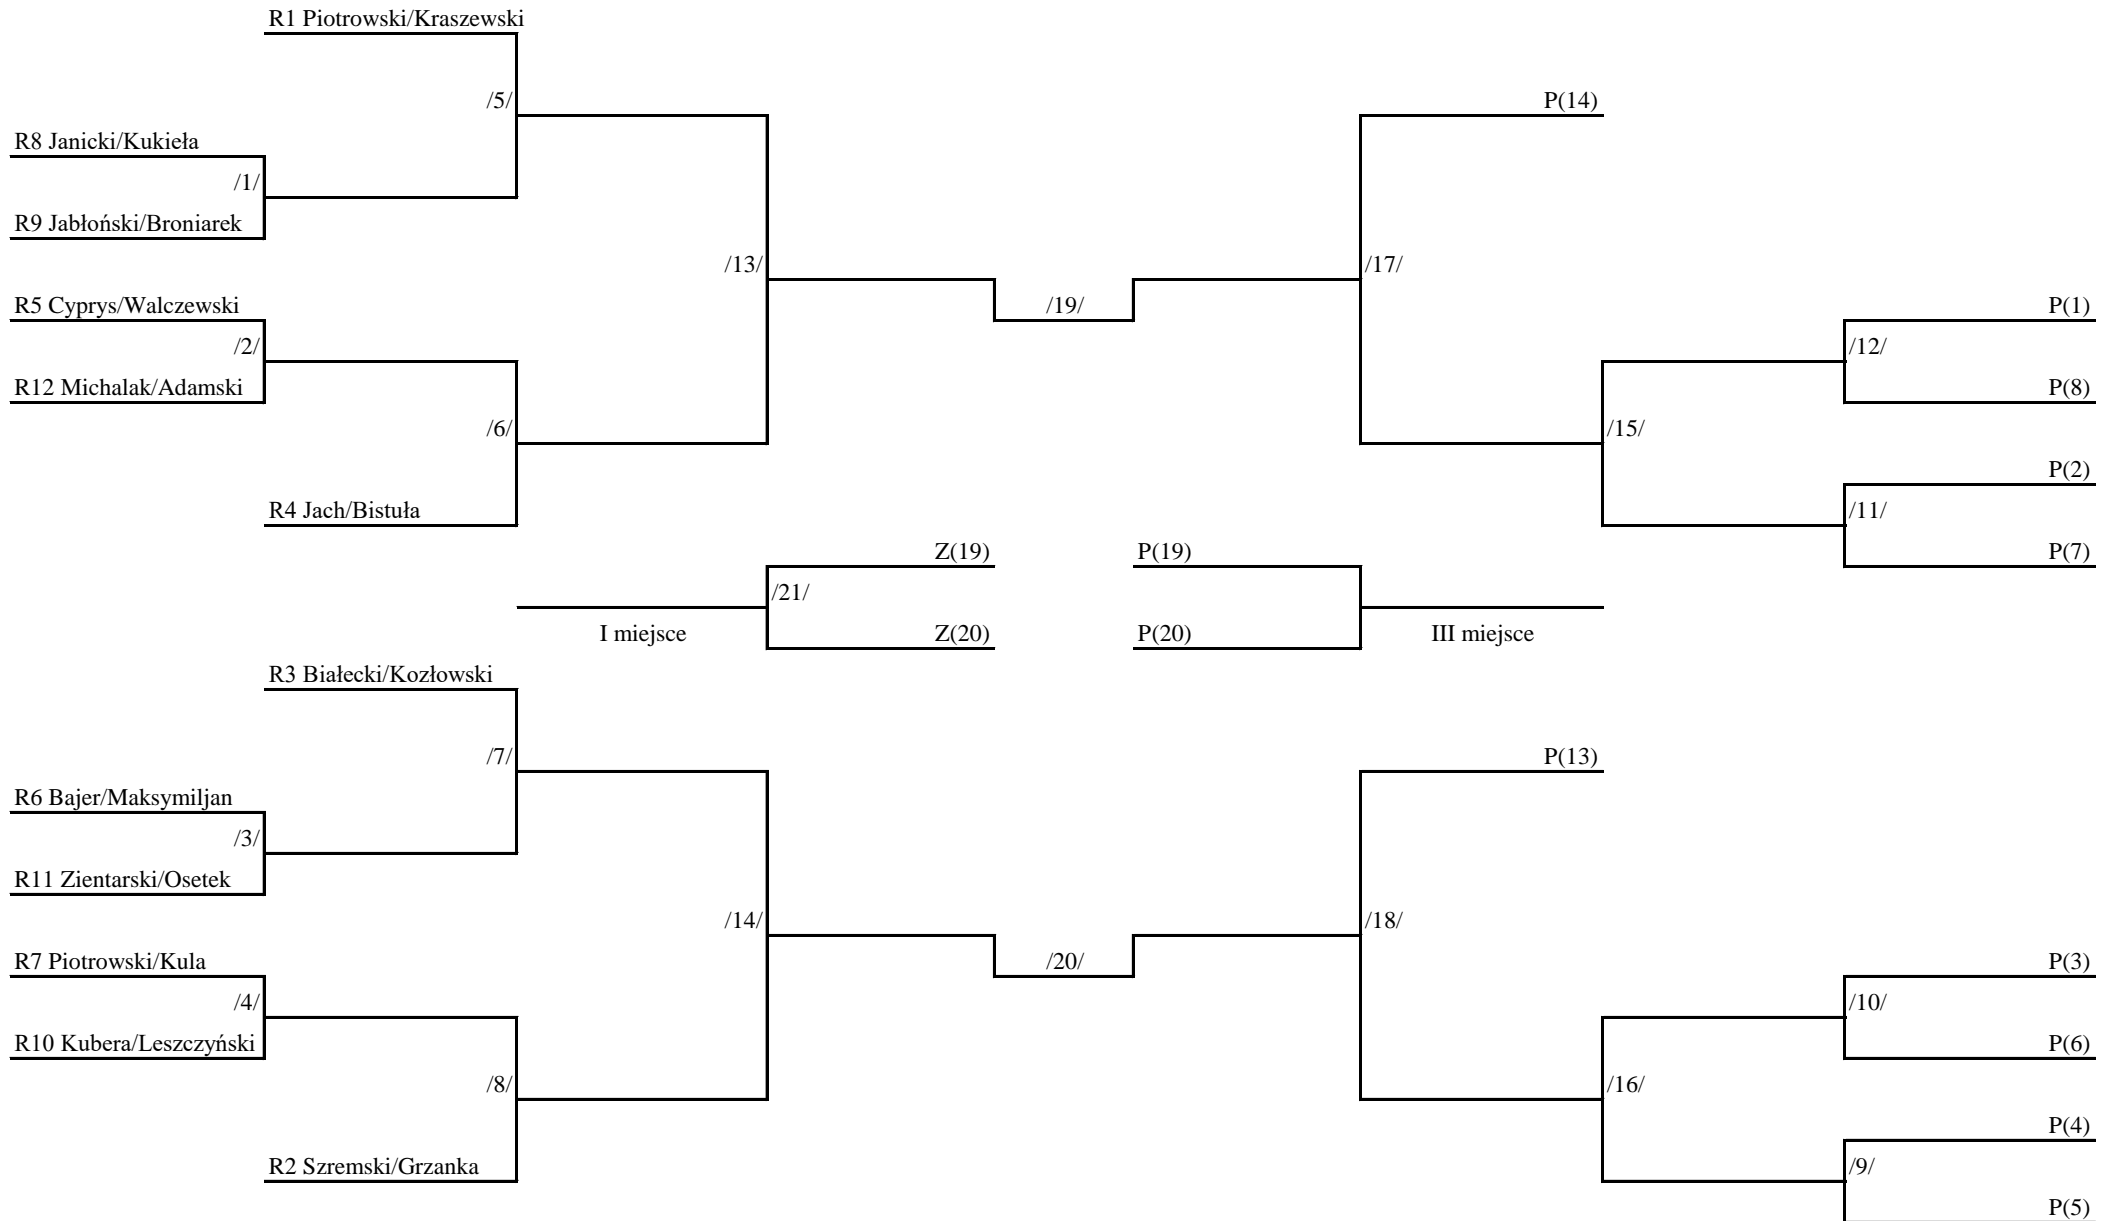 R1 Piotrowski/Kraszewski
/5/
P(14)
R8 Janicki/Kukieła
/1/
R9 Jabłoński/Broniarek
/13/
/17/
R5 Cyprys/Walczewski
/19/
P(1)
/2/
/12/
R12 Michalak/Adamski
P(8)
/6/
/15/
P(2)
R4 Jach/Bistuła
/11/
Z(19)
P(19)
P(7)
/21/
I miejsce
Z(20)
P(20)
III miejsce
R3 Białecki/Kozłowski
/7/
P(13)
R6 Bajer/Maksymiljan
/3/
R11 Zientarski/Osetek
/14/
/18/
R7 Piotrowski/Kula
/20/
P(3)
/4/
/10/
R10 Kubera/Leszczyński
P(6)
/8/
/16/
P(4)
R2 Szremski/Grzanka
/9/
P(5)